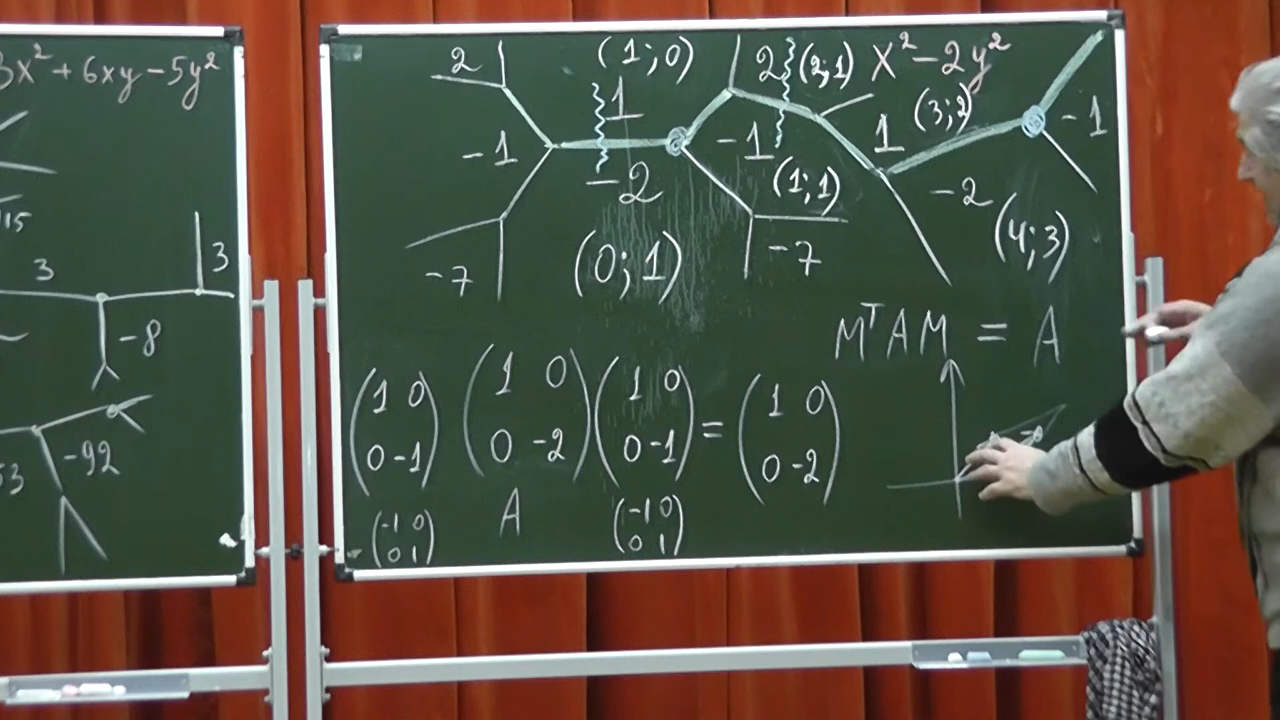 3x² + 6xy - 5y²
15
3
3
-8
-92
53
2 (1;0) 2 (2;1) x² - 2y²
1
-1 -1 1 (3;2) -1
-2 (1;1) -2
-7 (0;1) -7 (4;3)
MᵀAM = A
(1 0) (1 0) (1 0) = (1 0)
(0 -1) (0 -2) (0 -1) (0 -2)
(-1 0) A (-1 0)
(0 1) (0 1)